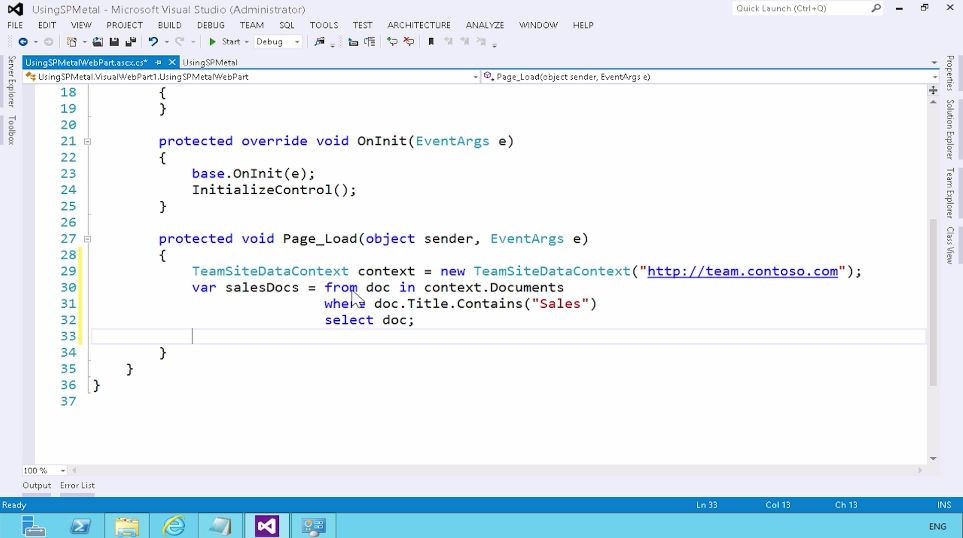 UsingSPMetal - Microsoft Visual Studio (Administrator)
Quick Launch (Ctrl+Q)
FILE EDIT VIEW PROJECT BUILD DEBUG TEAM SQL TOOLS TEST ARCHITECTURE ANALYZE WINDOW HELP
Start Debug
UsingSPMetalWebPart.ascx.cs* UsingSPMetal
UsingSPMetal.VisualWebPart1.UsingSPMetalWebPart Page_Load(object sender, EventArgs e)
Server Explorer
Toolbox
18 {
19 }
20
21 protected override void OnInit(EventArgs e)
22 {
23 base.OnInit(e);
24 InitializeControl();
25 }
26
27 protected void Page_Load(object sender, EventArgs e)
28 {
29 TeamSiteDataContext context = new TeamSiteDataContext("http://team.contoso.com");
30 var salesDocs = from doc in context.Documents
31 where doc.Title.Contains("Sales")
32 select doc;
33
34 }
35 }
36 }
37
Properties
Solution Explorer
Team Explorer
Class View
100 %
Output Error List
Ready Ln 33 Col 13 Ch 13 INS
ENG